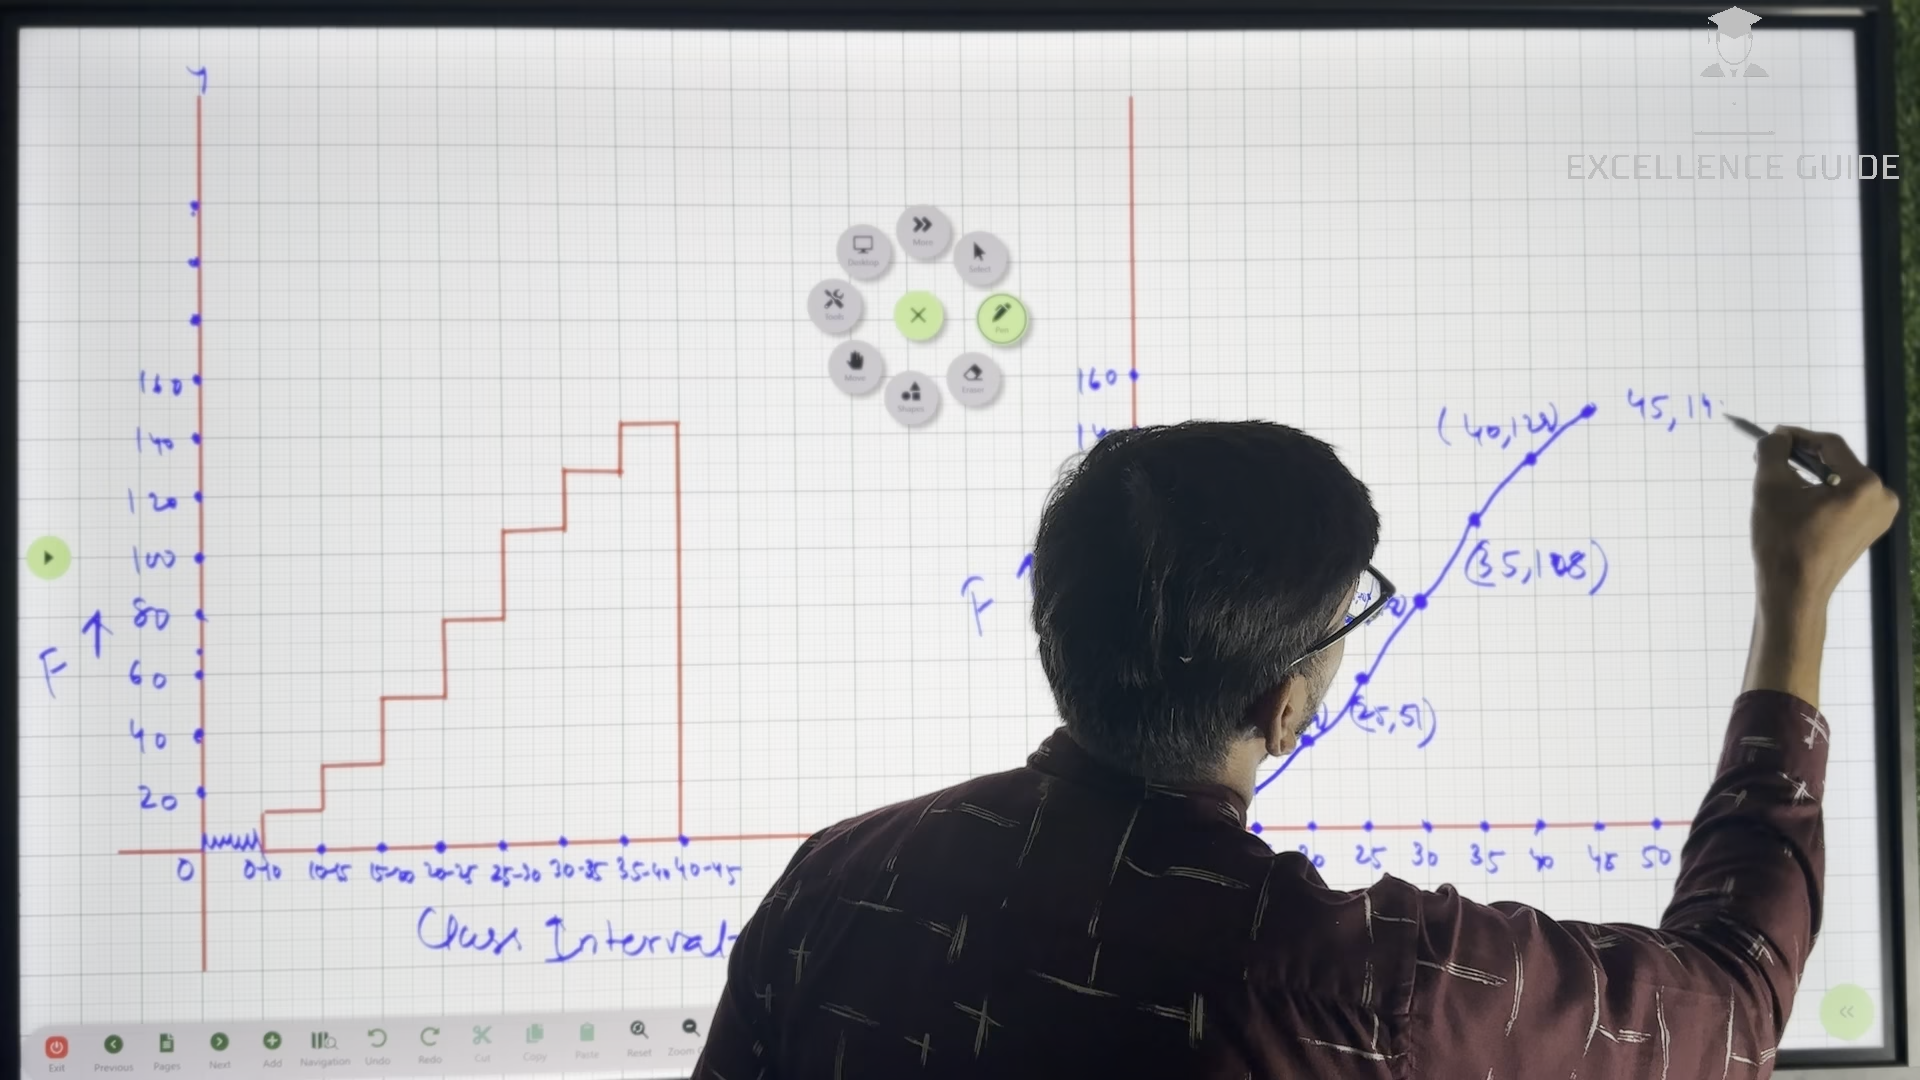 EXCELLENCE GUIDE
y
160
140
120
100
80
60
40
20
0
F
0-10 10-15 15-20 20-25 25-30 30-35 35-40 40-45
Class Interval
More
Desktop
Select
Tools
Pen
Move
Eraser
Shapes
160
F
(40,128)
45,14
(35,108)
(25,51)
25 30 35 40 45 50
Exit Previous Pages Next Add Navigation Undo Redo Cut Copy Paste Reset Zoom